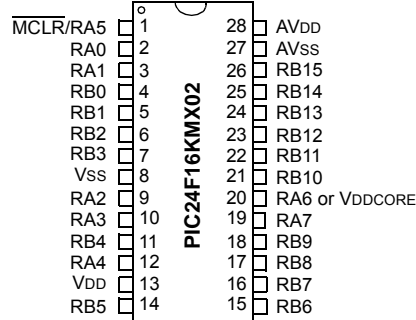 MCLR/RA5 1 28 AVDD
RA0 2 27 AVSS
RA1 3 26 RB15
RB0 4 25 RB14
RB1 5 24 RB13
RB2 6 23 RB12
RB3 7 22 RB11
VSS 8 21 RB10
RA2 9 20 RA6 or VDDCORE
RA3 10 19 RA7
RB4 11 18 RB9
RA4 12 17 RB8
VDD 13 16 RB7
RB5 14 15 RB6
PIC24F16KMX02